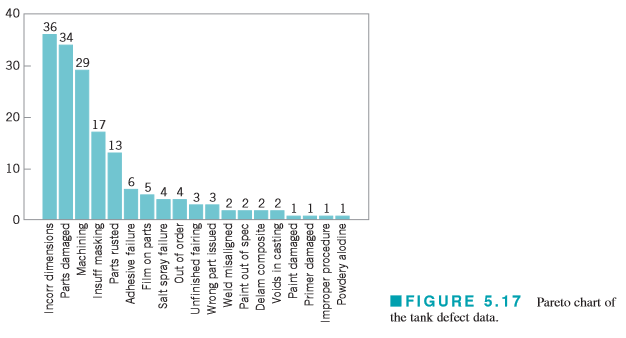 40
30
20
10
0
36
34
29
17
13
6
5
4
4
3
3
2
2
2
2
1
1
1
1
Incorr dimensions
Parts damaged
Machining
Insuff masking
Parts rusted
Adhesive failure
Film on parts
Salt spray failure
Out of order
Unfinished fairing
Wrong part issued
Weld misaligned
Paint out of spec
Delam composite
Voids in casting
Paint damaged
Primer damaged
Improper procedure
Powdery alodine
FIGURE 5.17 Pareto chart of
the tank defect data.